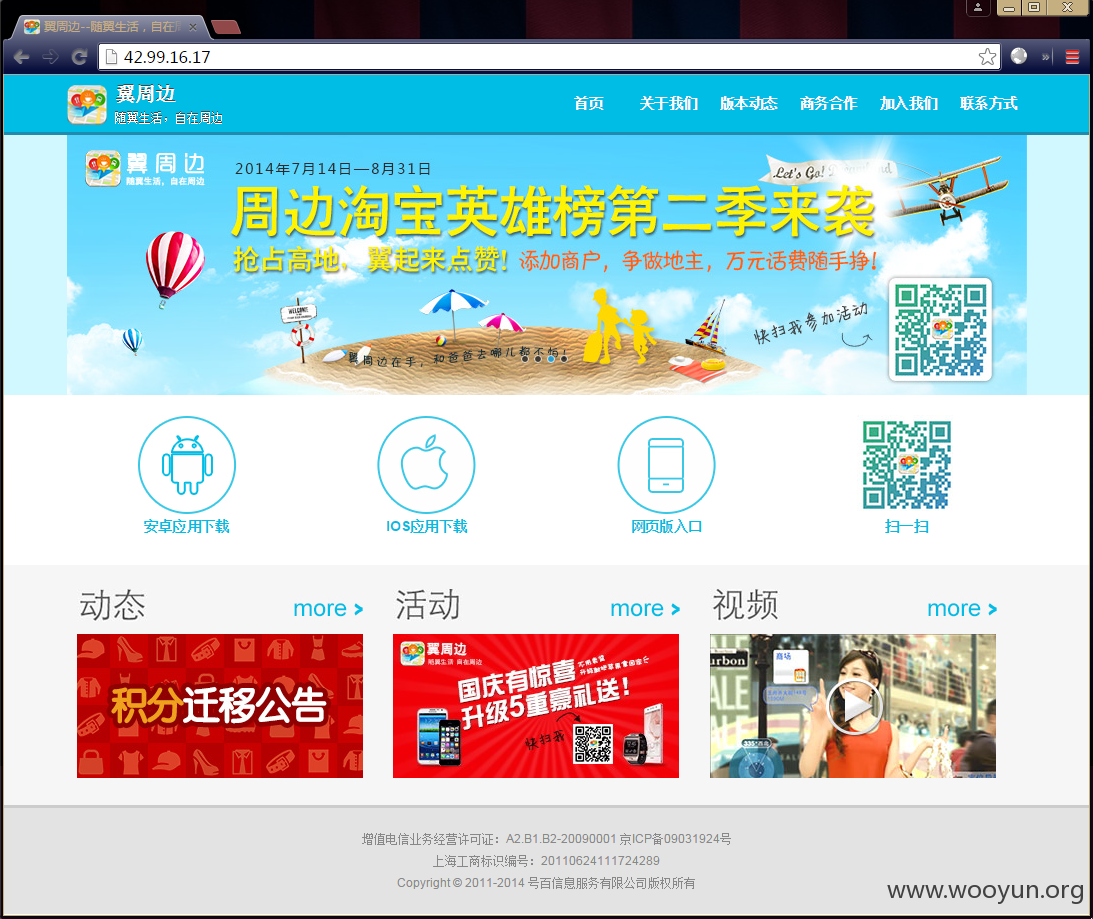 翼周边--随翼生活，自在
42.99.16.17
翼周边
随翼生活，自在周边
首页 关于我们 版本动态 商务合作 加入我们 联系方式
翼周边
随翼生活，自在周边
2014年7月14日—8月31日
Let's Go!
周边淘宝英雄榜第二季来袭
抢占高地，翼起来点赞! 添加商户，争做地主，万元话费随手挣!
WELCOME
快扫我参加活动
翼周边在手，和爸爸去哪儿都不怕!
安卓应用下载 IOS应用下载 网页版入口 扫一扫
动态 more >
活动 more >
视频 more >
积分迁移公告
翼周边
随翼生活 自在周边
国庆有惊喜
升级5重豪礼送!
快扫我
rbon
商场
SALE
增值电信业务经营许可证：A2.B1.B2-20090001 京ICP备09031924号
上海工商标识编号：20110624111724289
Copyright © 2011-2014 号百信息服务有限公司版权所有
www.wooyun.org